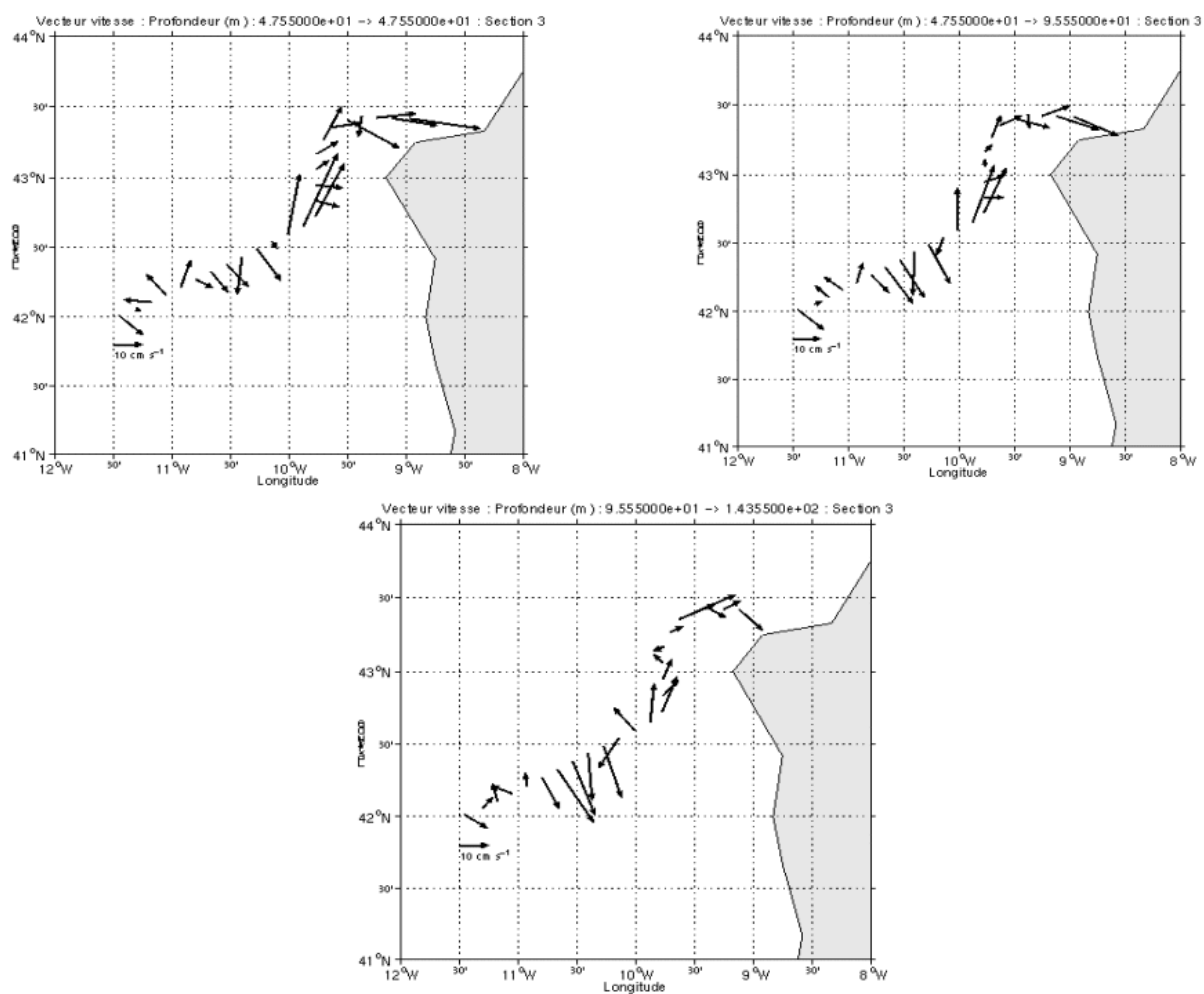 Vecteur vitesse : Profondeur (m) : 4.755000e+01 −> 4.755000e+01 : Section 3
44°N
30'
43°N
30'
42°N
30'
41°N
10 cm s⁻¹
12°W 30' 11°W 30' 10°W 30' 9°W 30' 8°W
Longitude
Vecteur vitesse : Profondeur (m) : 4.755000e+01 −> 9.555000e+01 : Section 3
44°N
30'
43°N
30'
42°N
30'
41°N
10 cm s⁻¹
12°W 30' 11°W 30' 10°W 30' 9°W 30' 8°W
Longitude
Vecteur vitesse : Profondeur (m) : 9.555000e+01 −> 1.435500e+02 : Section 3
44°N
30'
43°N
30'
42°N
30'
41°N
10 cm s⁻¹
12°W 30' 11°W 30' 10°W 30' 9°W 30' 8°W
Longitude